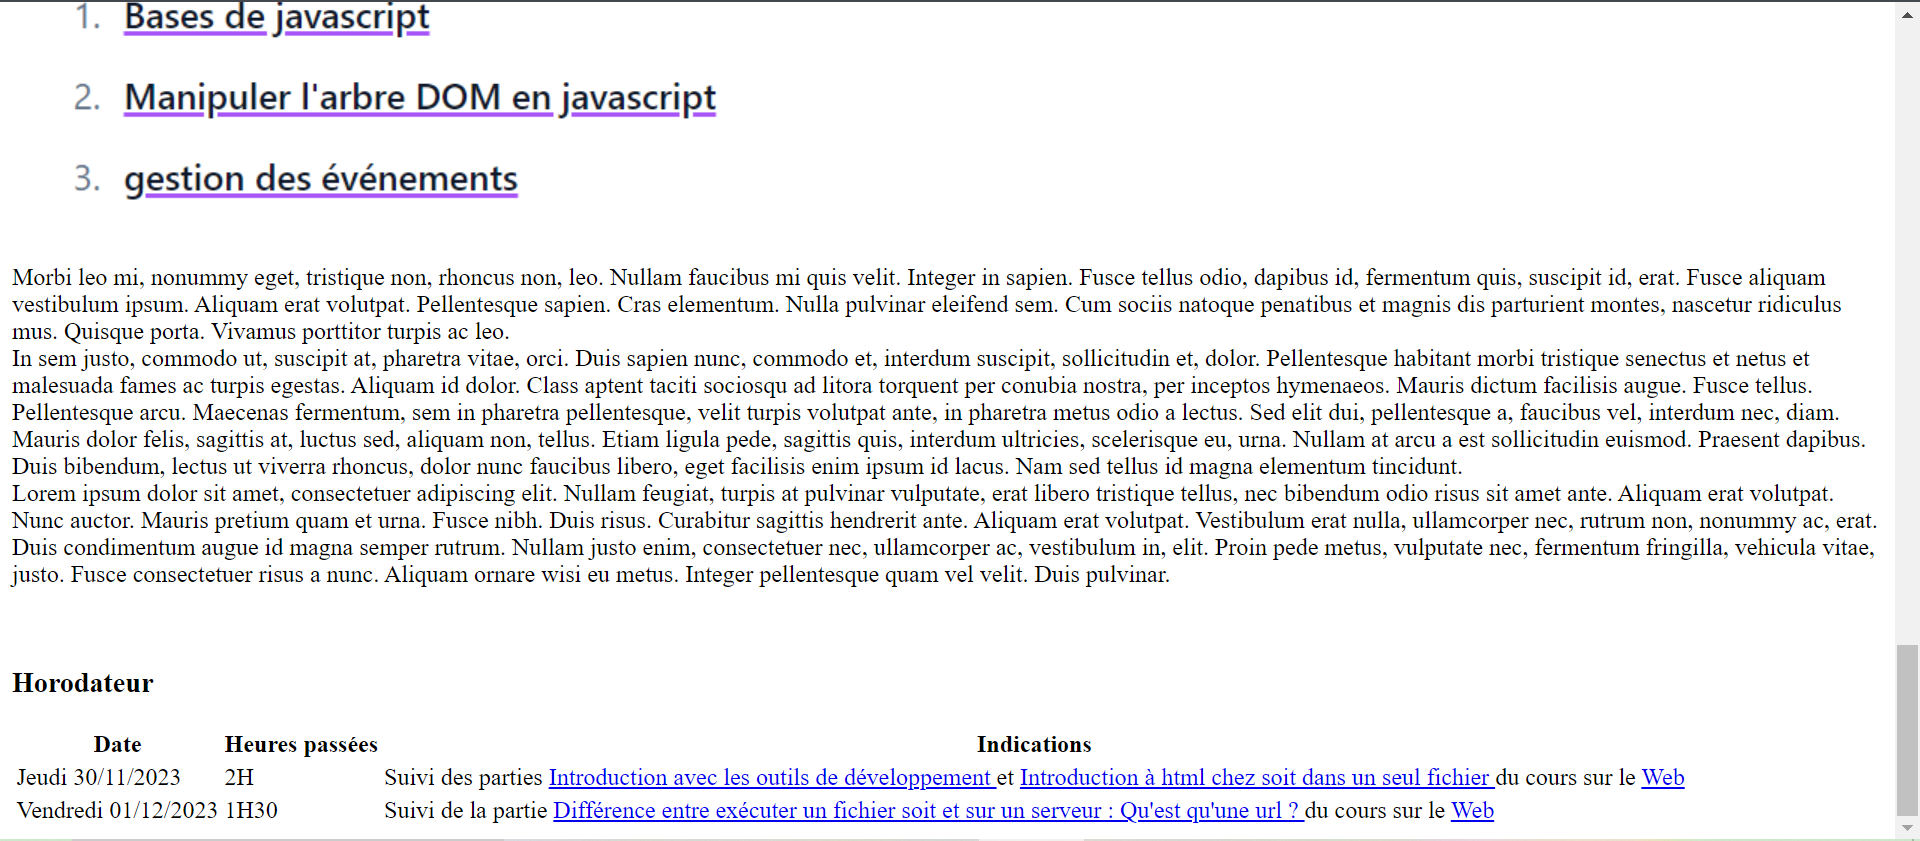 1. Bases de javascript
2. Manipuler l'arbre DOM en javascript
3. gestion des événements
Morbi leo mi, nonummy eget, tristique non, rhoncus non, leo. Nullam faucibus mi quis velit. Integer in sapien. Fusce tellus odio, dapibus id, fermentum quis, suscipit id, erat. Fusce aliquam
vestibulum ipsum. Aliquam erat volutpat. Pellentesque sapien. Cras elementum. Nulla pulvinar eleifend sem. Cum sociis natoque penatibus et magnis dis parturient montes, nascetur ridiculus
mus. Quisque porta. Vivamus porttitor turpis ac leo.
In sem justo, commodo ut, suscipit at, pharetra vitae, orci. Duis sapien nunc, commodo et, interdum suscipit, sollicitudin et, dolor. Pellentesque habitant morbi tristique senectus et netus et
malesuada fames ac turpis egestas. Aliquam id dolor. Class aptent taciti sociosqu ad litora torquent per conubia nostra, per inceptos hymenaeos. Mauris dictum facilisis augue. Fusce tellus.
Pellentesque arcu. Maecenas fermentum, sem in pharetra pellentesque, velit turpis volutpat ante, in pharetra metus odio a lectus. Sed elit dui, pellentesque a, faucibus vel, interdum nec, diam.
Mauris dolor felis, sagittis at, luctus sed, aliquam non, tellus. Etiam ligula pede, sagittis quis, interdum ultricies, scelerisque eu, urna. Nullam at arcu a est sollicitudin euismod. Praesent dapibus.
Duis bibendum, lectus ut viverra rhoncus, dolor nunc faucibus libero, eget facilisis enim ipsum id lacus. Nam sed tellus id magna elementum tincidunt.
Lorem ipsum dolor sit amet, consectetuer adipiscing elit. Nullam feugiat, turpis at pulvinar vulputate, erat libero tristique tellus, nec bibendum odio risus sit amet ante. Aliquam erat volutpat.
Nunc auctor. Mauris pretium quam et urna. Fusce nibh. Duis risus. Curabitur sagittis hendrerit ante. Aliquam erat volutpat. Vestibulum erat nulla, ullamcorper nec, rutrum non, nonummy ac, erat.
Duis condimentum augue id magna semper rutrum. Nullam justo enim, consectetuer nec, ullamcorper ac, vestibulum in, elit. Proin pede metus, vulputate nec, fermentum fringilla, vehicula vitae,
justo. Fusce consectetuer risus a nunc. Aliquam ornare wisi eu metus. Integer pellentesque quam vel velit. Duis pulvinar.
Horodateur
Date Heures passées Indications
Jeudi 30/11/2023 2H Suivi des parties Introduction avec les outils de développement et Introduction à html chez soit dans un seul fichier du cours sur le Web
Vendredi 01/12/2023 1H30 Suivi de la partie Différence entre exécuter un fichier soit et sur un serveur : Qu'est qu'une url ? du cours sur le Web